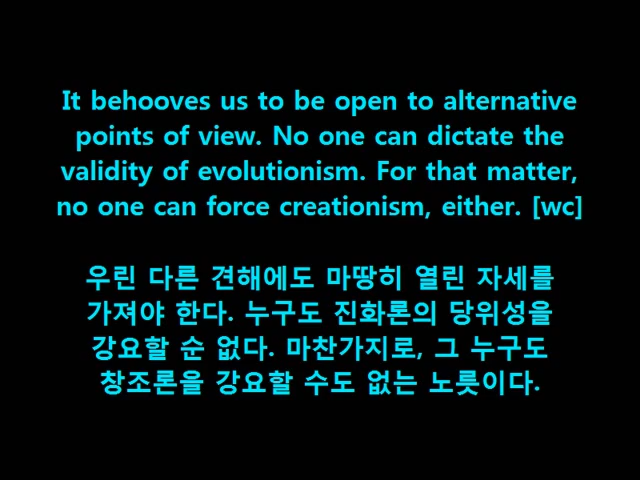 It behooves us to be open to alternative
points of view. No one can dictate the
validity of evolutionism. For that matter,
no one can force creationism, either. [wc]
우린 다른 견해에도 마땅히 열린 자세를
가져야 한다. 누구도 진화론의 당위성을
강요할 순 없다. 마찬가지로, 그 누구도
창조론을 강요할 수도 없는 노릇이다.